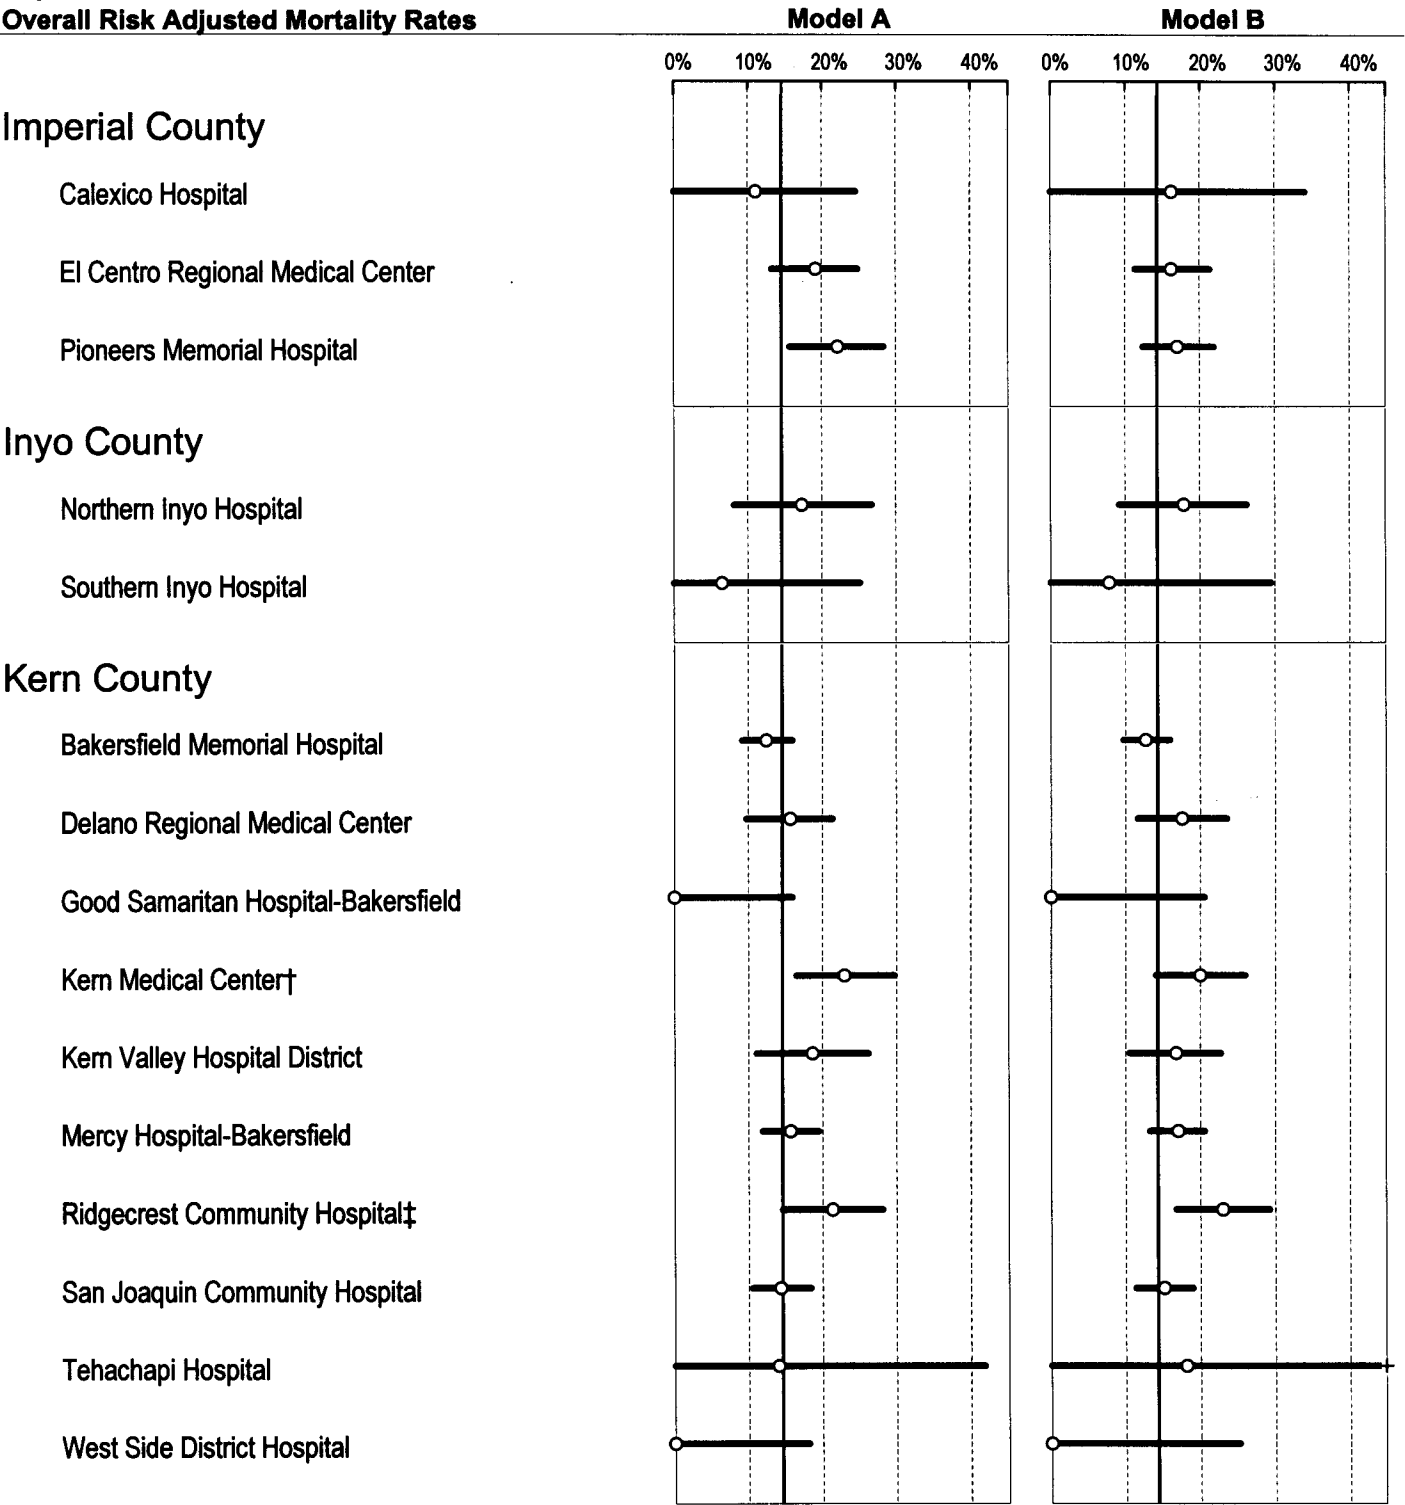 Overall Risk Adjusted Mortality Rates Model A Model B
0% 10% 20% 30% 40% 0% 10% 20% 30% 40%
Imperial County
Calexico Hospital
El Centro Regional Medical Center
Pioneers Memorial Hospital
Inyo County
Northern Inyo Hospital
Southern Inyo Hospital
Kern County
Bakersfield Memorial Hospital
Delano Regional Medical Center
Good Samaritan Hospital-Bakersfield
Kern Medical Center†
Kern Valley Hospital District
Mercy Hospital-Bakersfield
Ridgecrest Community Hospital‡
San Joaquin Community Hospital
Tehachapi Hospital
West Side District Hospital